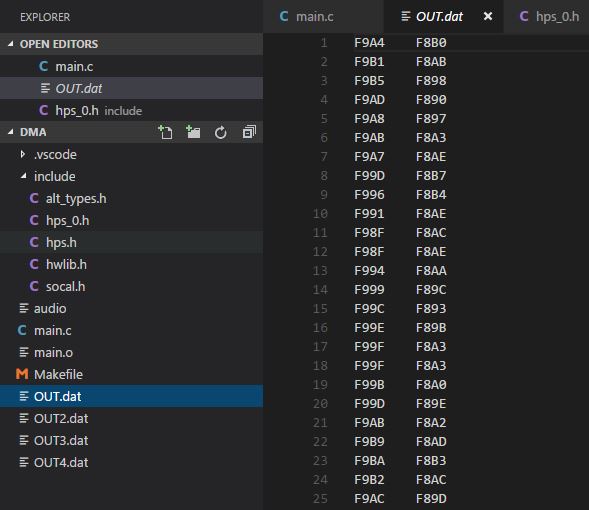 EXPLORER
OPEN EDITORS
C main.c
OUT.dat
C hps_0.h include
DMA
.vscode
include
C alt_types.h
C hps_0.h
C hps.h
C hwlib.h
C socal.h
audio
C main.c
main.o
M Makefile
OUT.dat
OUT2.dat
OUT3.dat
OUT4.dat
C main.c OUT.dat × C hps_0.h
1 F9A4 F8B0
2 F9B1 F8AB
3 F9B5 F898
4 F9AD F890
5 F9A8 F897
6 F9AB F8A3
7 F9A7 F8AE
8 F99D F8B7
9 F996 F8B4
10 F991 F8AE
11 F98F F8AC
12 F98F F8AE
13 F994 F8AA
14 F999 F89C
15 F99C F893
16 F99E F89B
17 F99F F8A3
18 F99F F8A3
19 F99B F8A0
20 F99D F89E
21 F9AB F8A2
22 F9B9 F8AD
23 F9BA F8B3
24 F9B2 F8AC
25 F9AC F89D